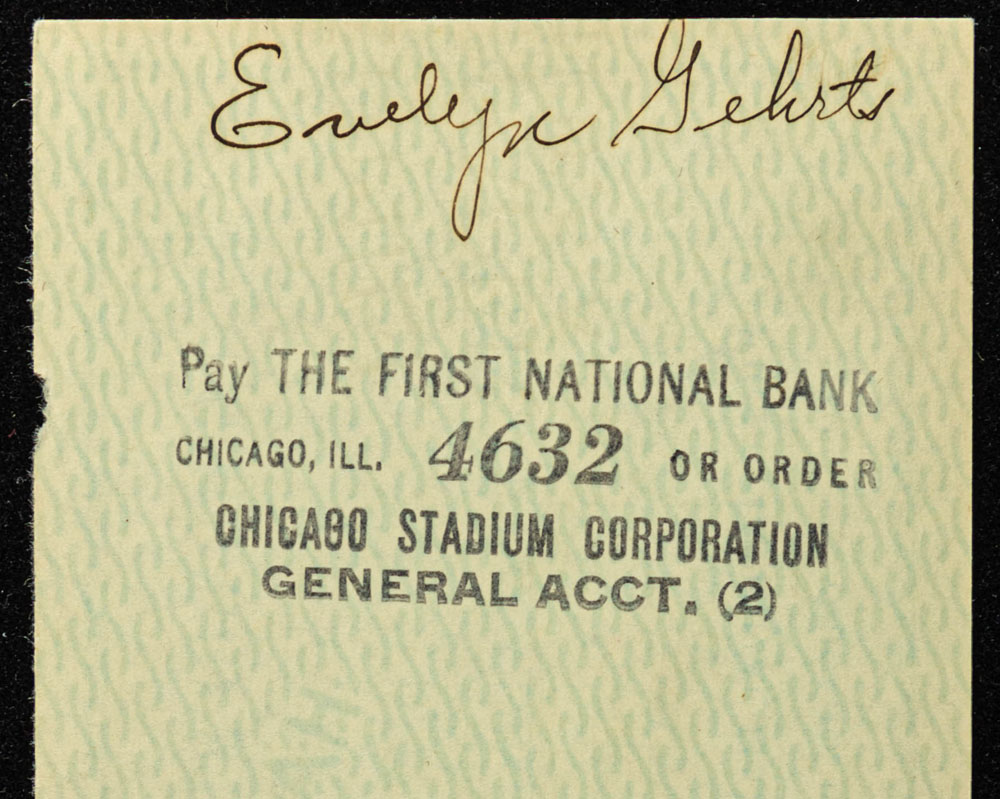 Evelyn Gehrts
Pay THE FIRST NATIONAL BANK
CHICAGO, ILL. 4632 OR ORDER
CHICAGO STADIUM CORPORATION
GENERAL ACCT. (2)